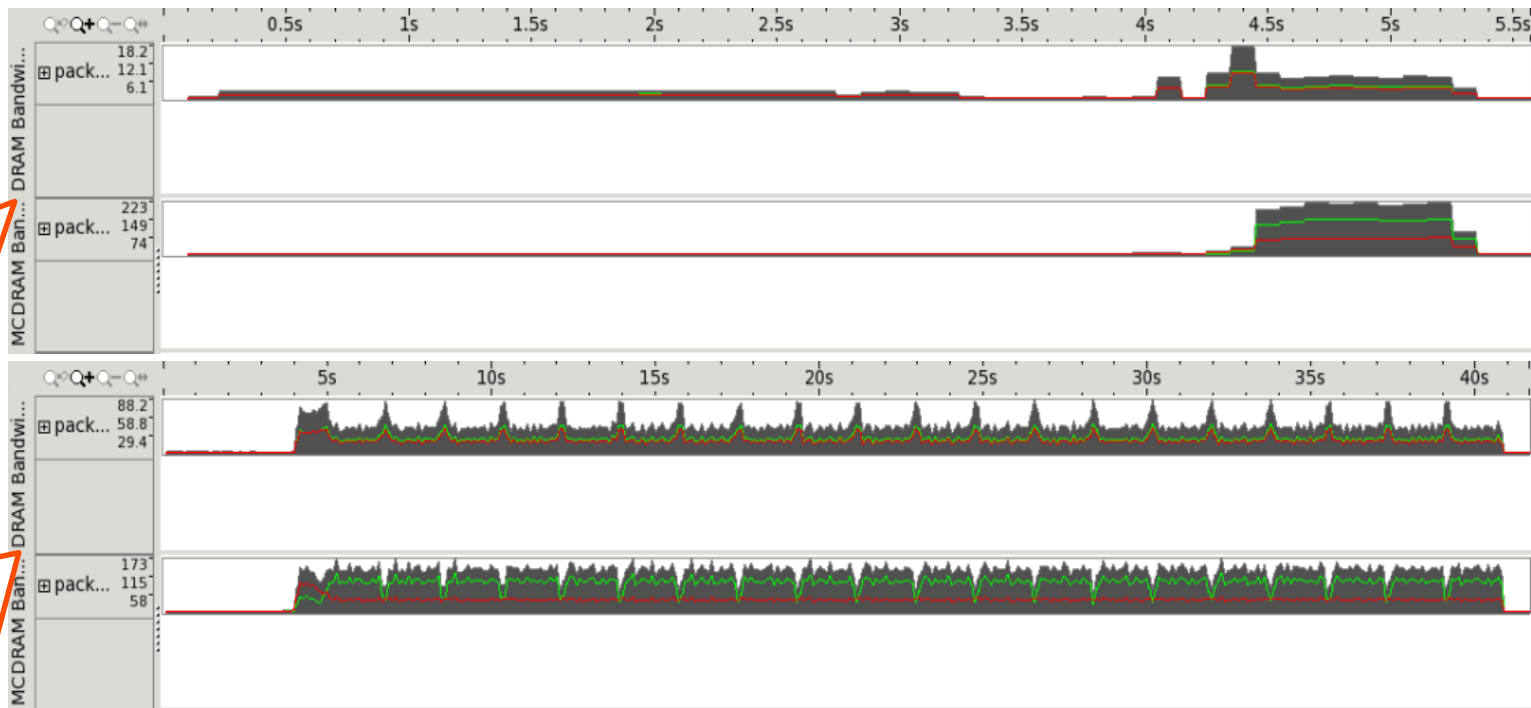 0.5s 1s 1.5s 2s 2.5s 3s 3.5s 4s 4.5s 5s 5.5s
DRAM Bandwi...
pack...
18.2
12.1
6.1
MCDRAM Ban...
pack...
223
149
74
5s 10s 15s 20s 25s 30s 35s 40s
DRAM Bandwi...
pack...
88.2
58.8
29.4
MCDRAM Ban...
pack...
173
115
58